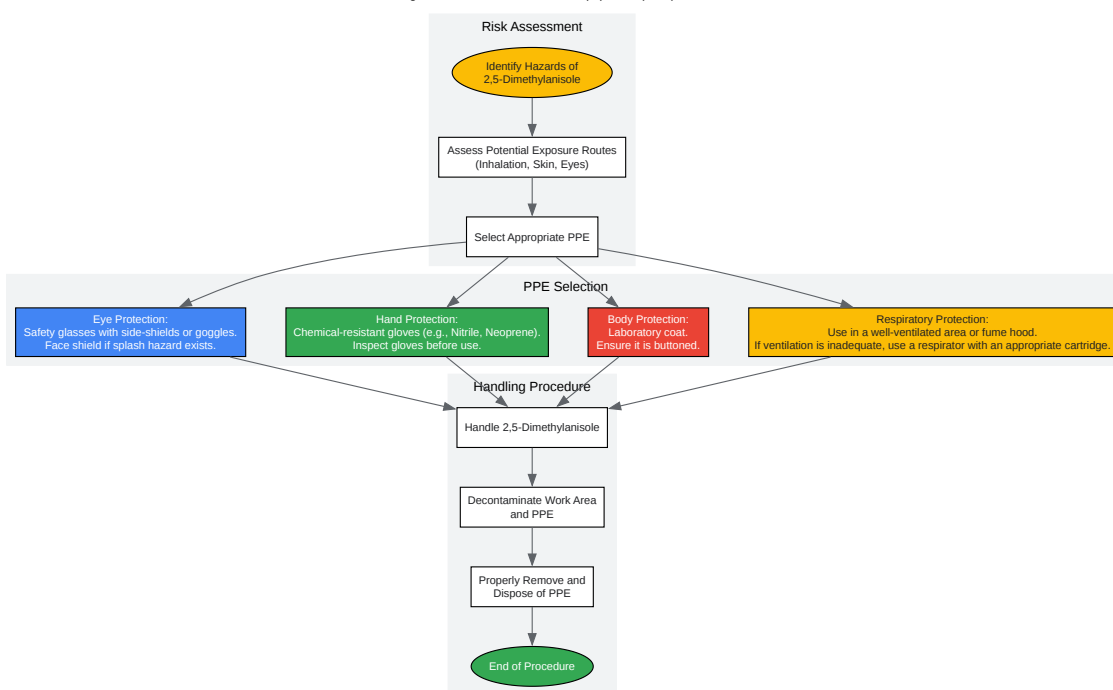 Risk Assessment
Identify Hazards of
2,5-Dimethylanisole
Assess Potential Exposure Routes
(Inhalation, Skin, Eyes)
Select Appropriate PPE
PPE Selection
Eye Protection:
Safety glasses with side-shields or goggles.
Face shield if splash hazard exists.
Hand Protection:
Chemical-resistant gloves (e.g., Nitrile, Neoprene).
Inspect gloves before use.
Body Protection:
Laboratory coat.
Ensure it is buttoned.
Respiratory Protection:
Use in a well-ventilated area or fume hood.
If ventilation is inadequate, use a respirator with an appropriate cartridge.
Handling Procedure
Handle 2,5-Dimethylanisole
Decontaminate Work Area
and PPE
Properly Remove and
Dispose of PPE
End of Procedure